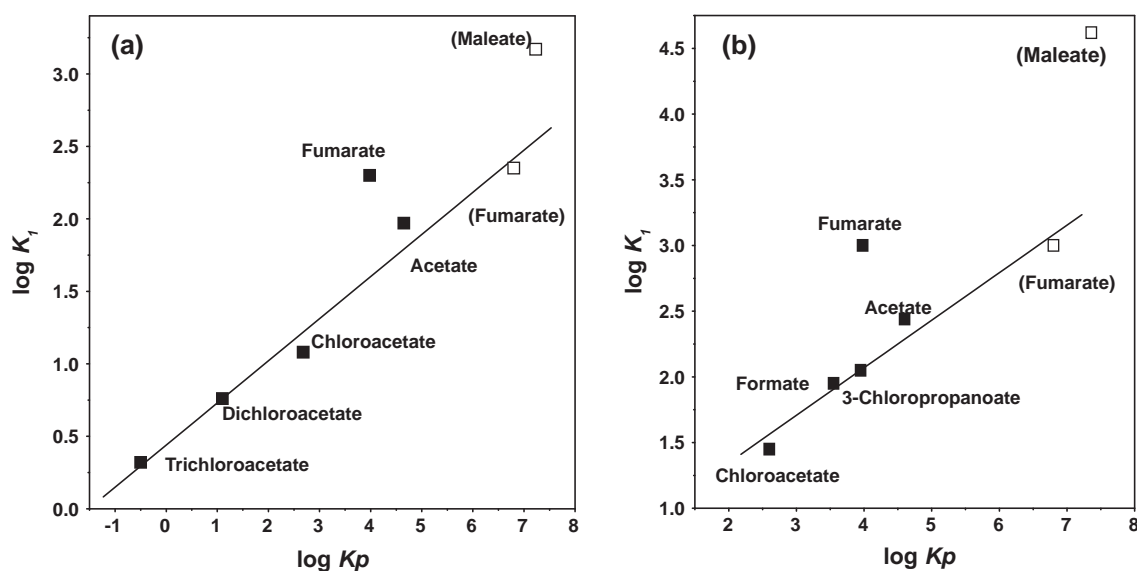 (a)
(Maleate)
3.0
Fumarate
2.5
2.0
(Fumarate)
Acetate
log K1
1.5
Chloroacetate
1.0
Dichloroacetate
0.5
Trichloroacetate
0.0
-1 0 1 2 3 4 5 6 7 8
log Kp
(b)
4.5
(Maleate)
4.0
3.5
Fumarate
3.0
(Fumarate)
log K1
Acetate
2.5
Formate
2.0
3-Chloropropanoate
1.5
Chloroacetate
1.0
2 3 4 5 6 7 8
log Kp